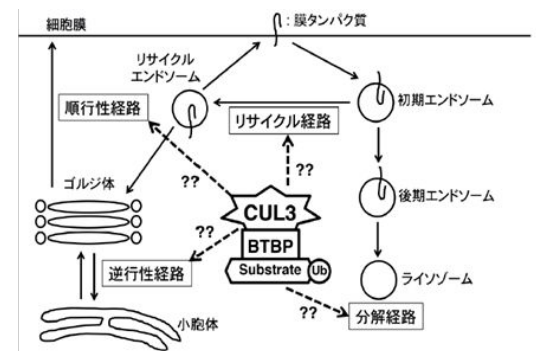 細胞膜
:膜タンパク質
リサイクル
エンドソーム
初期エンドソーム
順行性経路
リサイクル経路
??
??
ゴルジ体
後期エンドソーム
CUL3
??
BTBP
Substrate
Ub
逆行性経路
ライソゾーム
??
分解経路
小胞体